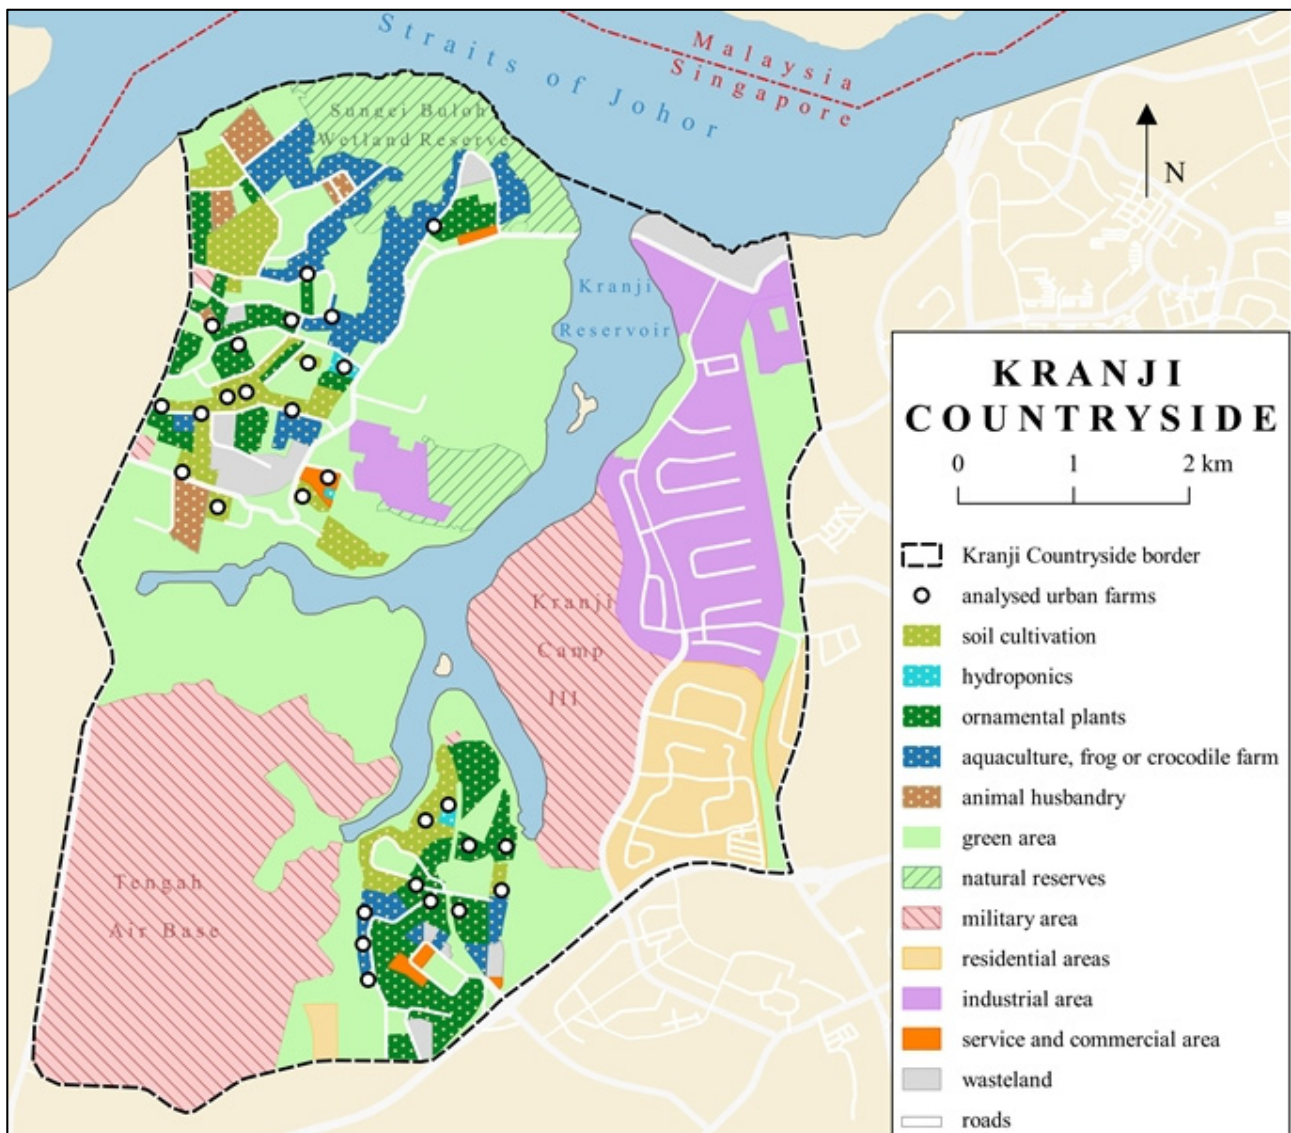 Straits of Johor
Malaysia
Singapore
Sungei Buloh
Wetland Reserve
N
Kranji
Reservoir
KRANJI
COUNTRYSIDE
0 1 2 km
Kranji Countryside border
analysed urban farms
soil cultivation
hydroponics
ornamental plants
aquaculture, frog or crocodile farm
animal husbandry
green area
natural reserves
military area
residential areas
industrial area
service and commercial area
wasteland
roads
Kranji
Camp
III
Tengah
Air Base